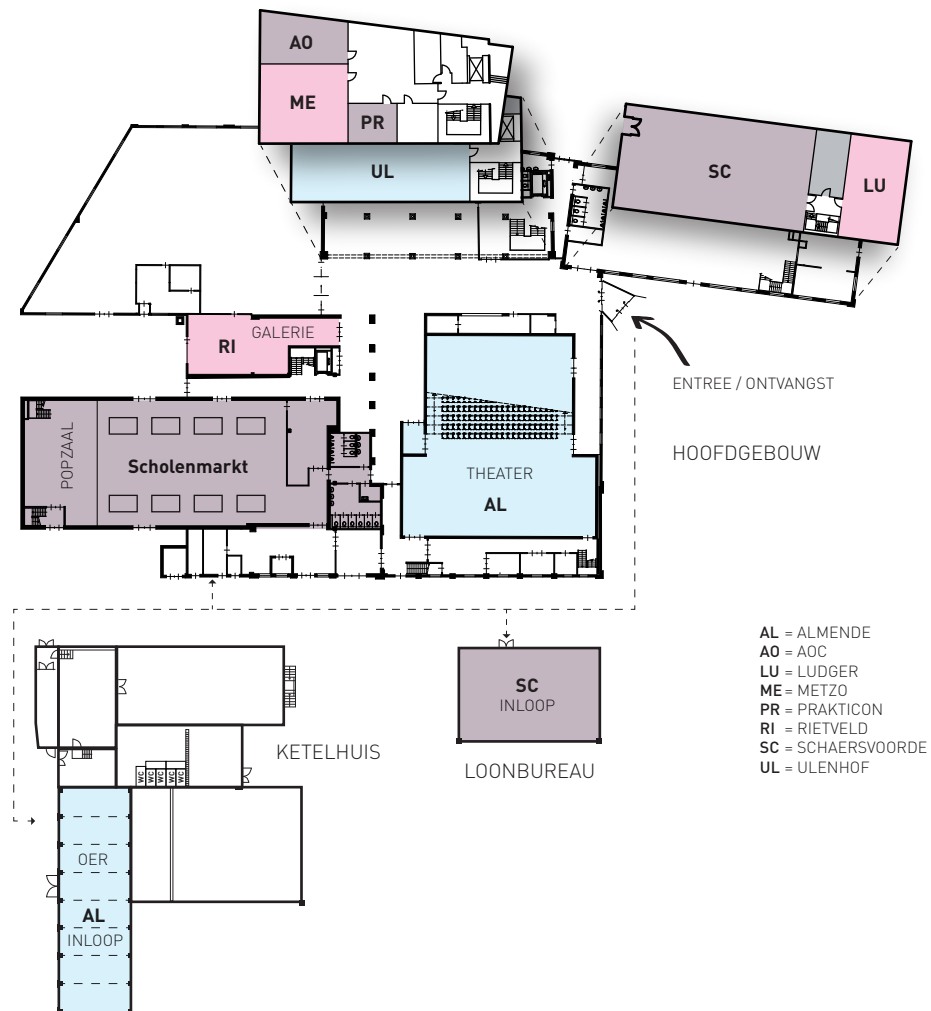 AO
ME
PR
UL
SC
LU
GALERIE
RI
ENTREE / ONTVANGST
HOOFDGEBOUW
POPZAAL
Scholenmarkt
THEATER
AL
AL = ALMENDE
AO = AOC
LU = LUDGER
ME = METZO
PR = PRAKTICON
RI = RIETVELD
SC = SCHAERSVOORDE
UL = ULENHOF
SC
INLOOP
LOONBUREAU
KETELHUIS
WC WC WC WC WC
OER
AL
INLOOP